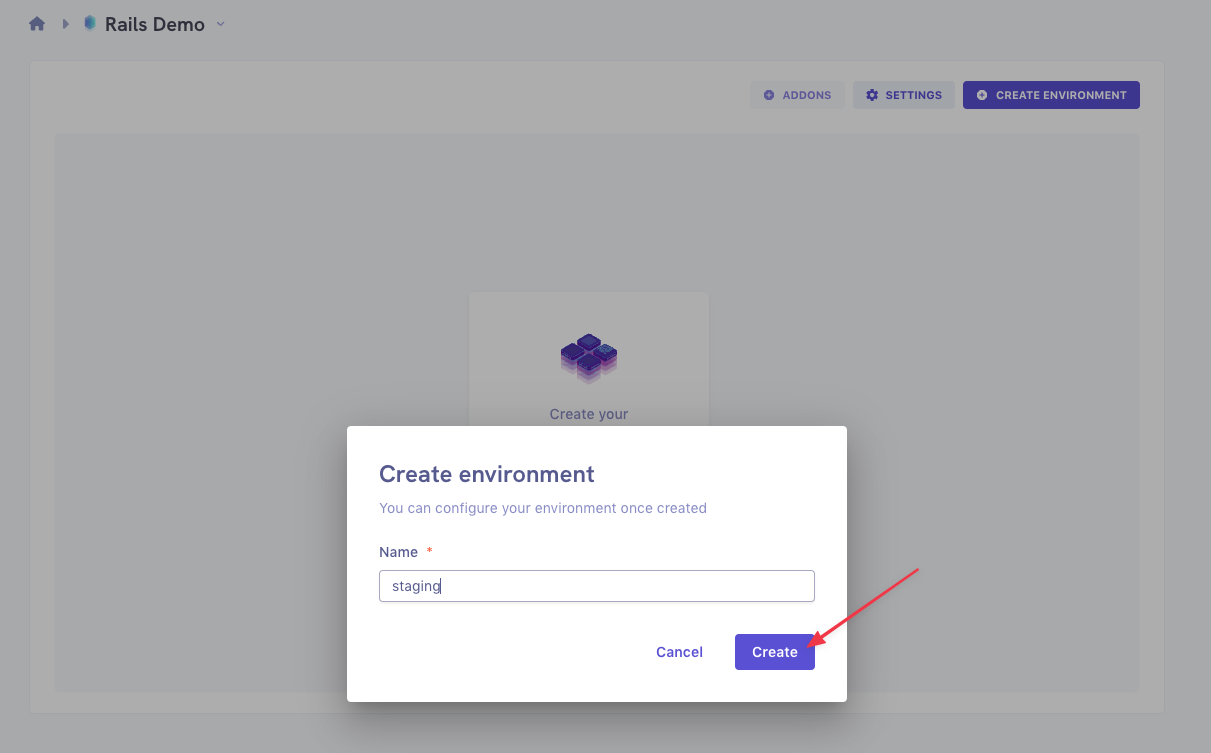 Rails Demo
ADDONS SETTINGS CREATE ENVIRONMENT
Create your
Create environment
You can configure your environment once created
Name *
staging
Cancel Create